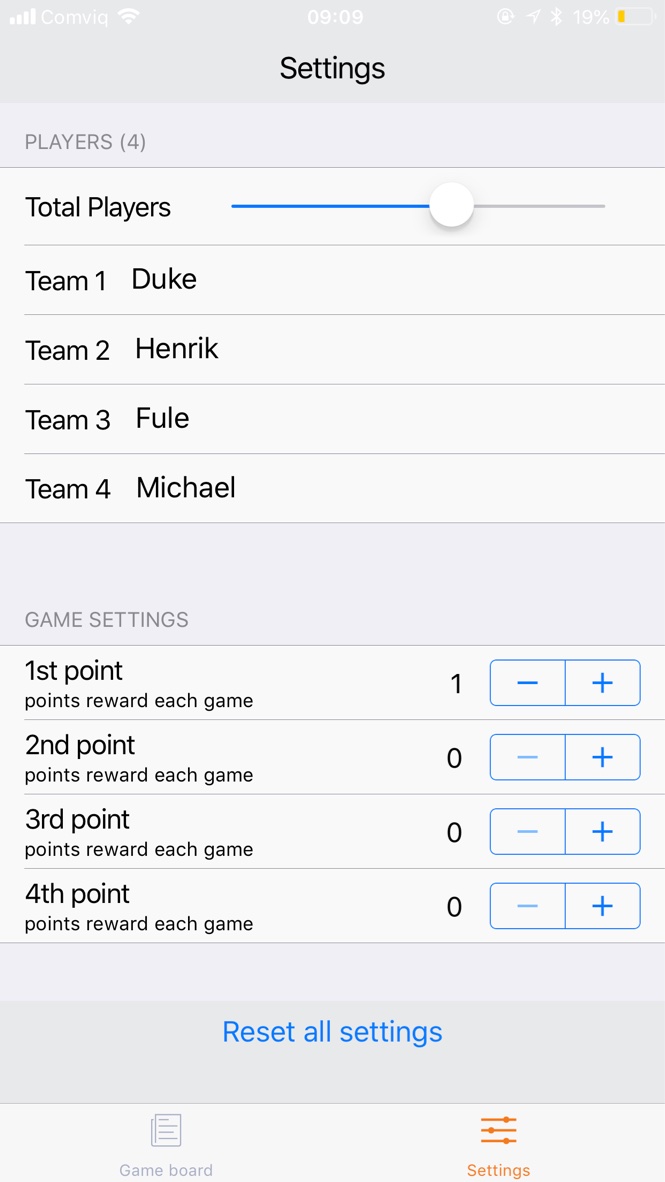 Comviq 09:09 19%
Settings
PLAYERS (4)
Total Players
Team 1 Duke
Team 2 Henrik
Team 3 Fule
Team 4 Michael
GAME SETTINGS
1st point
points reward each game
1 − +
2nd point
points reward each game
0 − +
3rd point
points reward each game
0 − +
4th point
points reward each game
0 − +
Reset all settings
Game board Settings